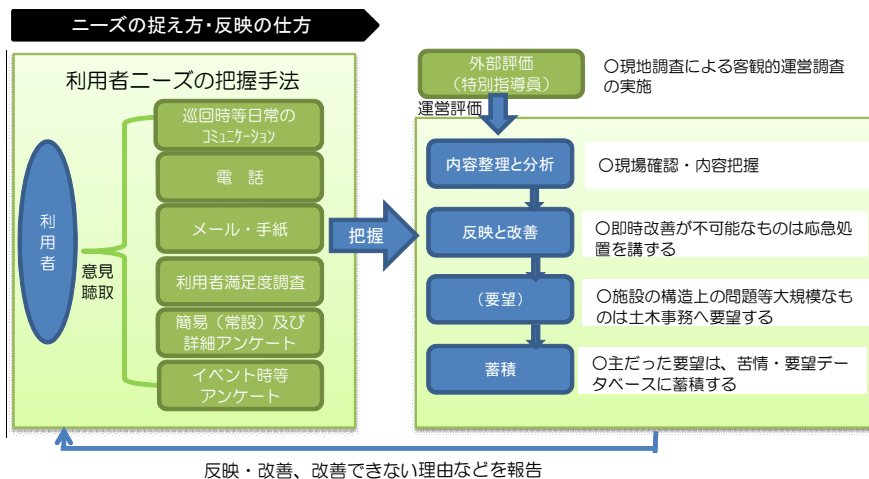 ニーズの捉え方・反映の仕方
利用者ニーズの把握手法
利用者
意見
聴取
巡回時等日常の
コミュニケーション
電　話
メール・手紙
利用者満足度調査
簡易（常設）及び
詳細アンケート
イベント時等
アンケート
把握
外部評価
（特別指導員）
〇現地調査による客観的運営調査
の実施
運営評価
内容整理と分析
〇現場確認・内容把握
反映と改善
〇即時改善が不可能なものは応急処
置を講ずる
（要望）
〇施設の構造上の問題等大規模なも
のは土木事務へ要望する
蓄積
〇主だった要望は、苦情・要望デー
タベースに蓄積する
反映・改善、改善できない理由などを報告